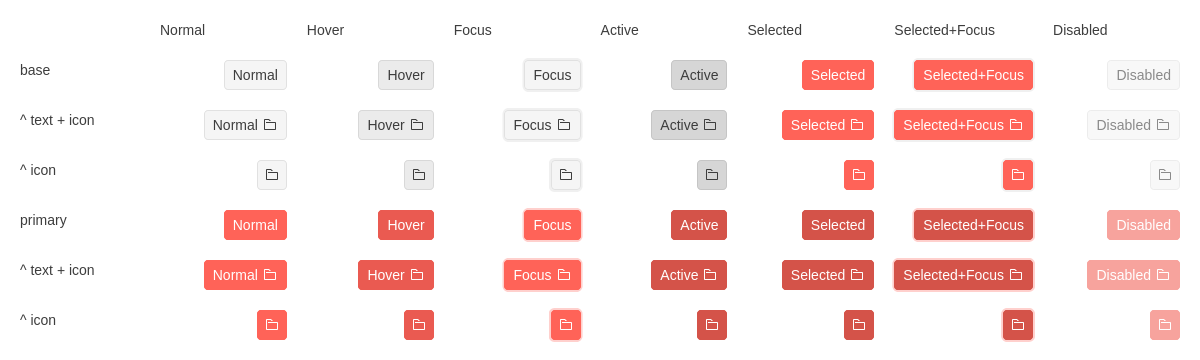 Normal Hover Focus Active Selected Selected+Focus Disabled
base Normal Hover Focus Active Selected Selected+Focus Disabled
^ text + icon Normal Hover Focus Active Selected Selected+Focus Disabled
^ icon
primary Normal Hover Focus Active Selected Selected+Focus Disabled
^ text + icon Normal Hover Focus Active Selected Selected+Focus Disabled
^ icon